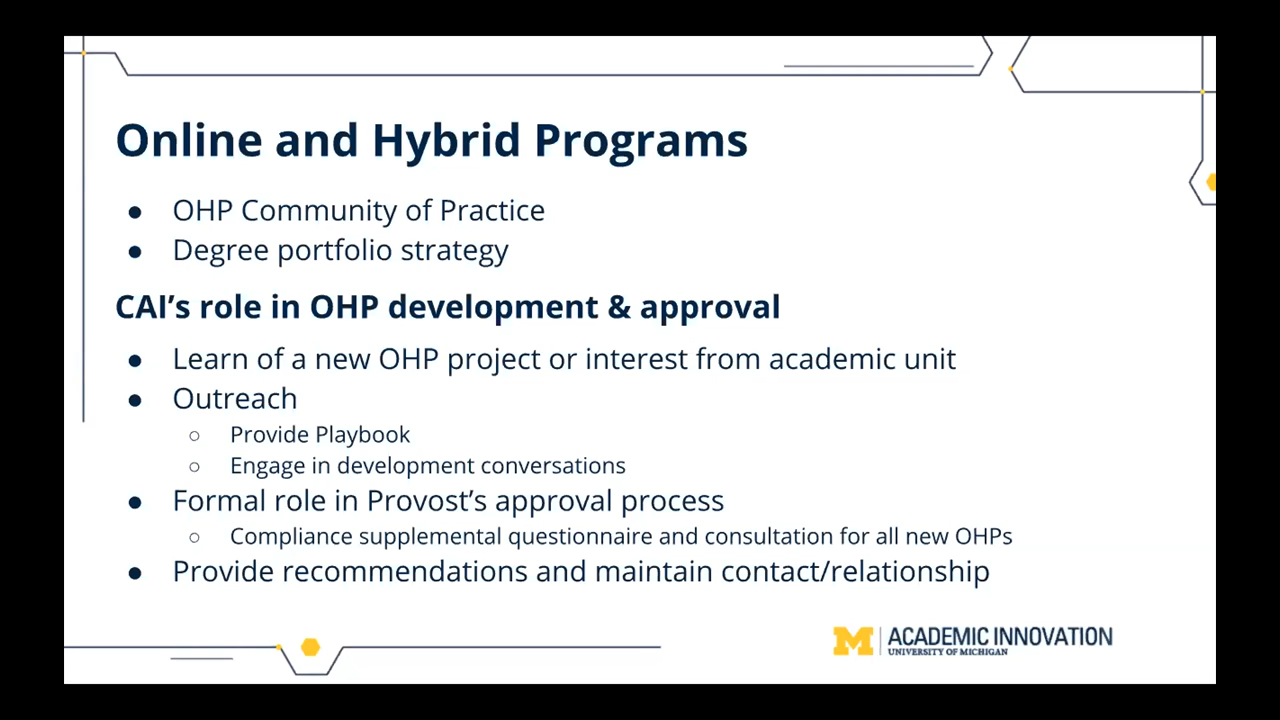 Online and Hybrid Programs
● OHP Community of Practice
● Degree portfolio strategy
CAI’s role in OHP development & approval
● Learn of a new OHP project or interest from academic unit
● Outreach
○ Provide Playbook
○ Engage in development conversations
● Formal role in Provost’s approval process
○ Compliance supplemental questionnaire and consultation for all new OHPs
● Provide recommendations and maintain contact/relationship
M ACADEMIC INNOVATION
UNIVERSITY OF MICHIGAN